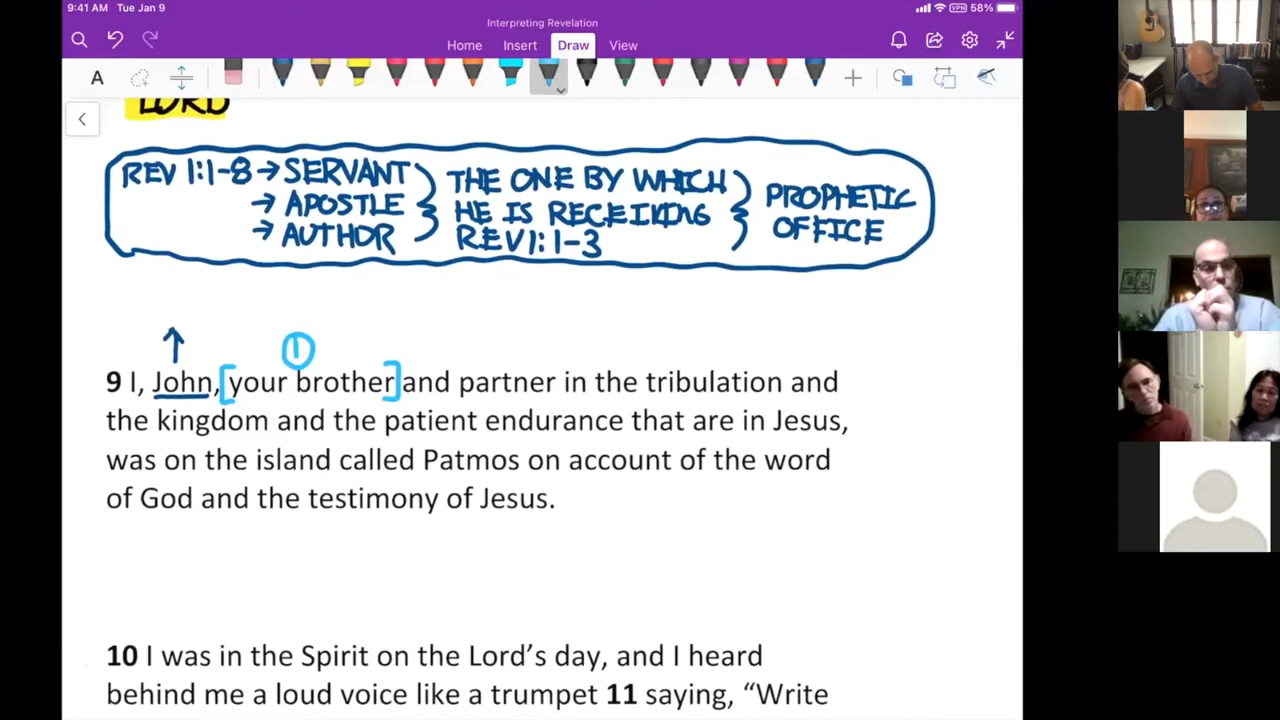 9:41 AM Tue Jan 9
VPN 58%
Interpreting Revelation
Home Insert Draw View
A
LORD
REV 1:1-8 → SERVANT
→ APOSTLE
→ AUTHOR
THE ONE BY WHICH
HE IS RECEIVING
REV 1:1-3
PROPHETIC
OFFICE
1
9 I, John, [your brother] and partner in the tribulation and
the kingdom and the patient endurance that are in Jesus,
was on the island called Patmos on account of the word
of God and the testimony of Jesus.
10 I was in the Spirit on the Lord’s day, and I heard
behind me a loud voice like a trumpet 11 saying, “Write